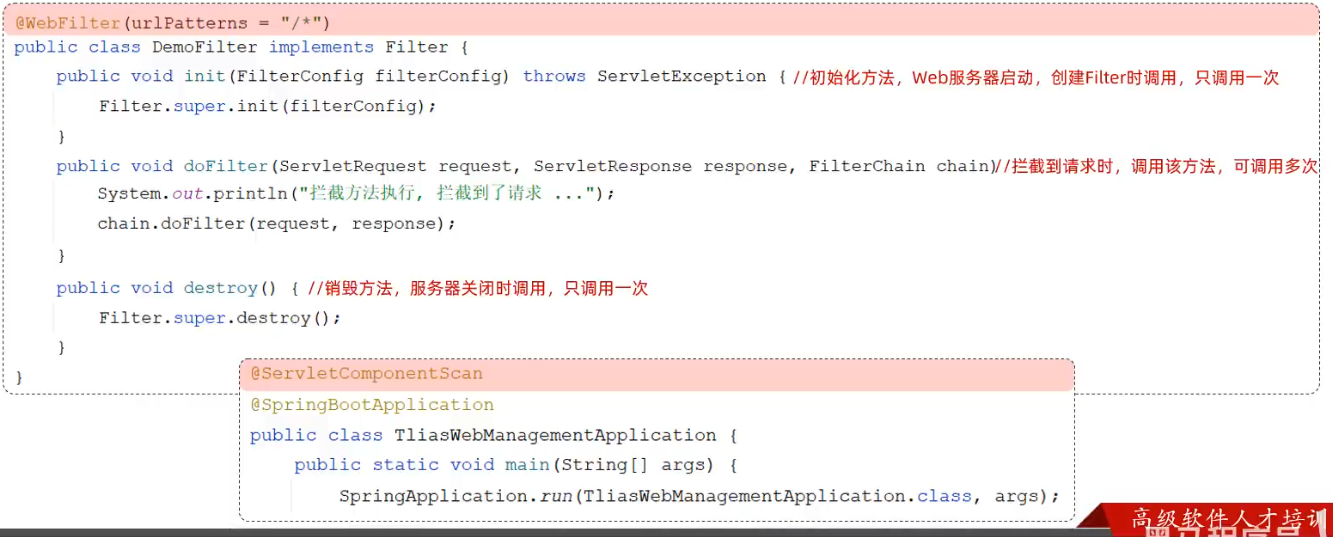 @WebFilter(urlPatterns = "/*")
public class DemoFilter implements Filter {
public void init(FilterConfig filterConfig) throws ServletException { //初始化方法，Web服务器启动，创建Filter时调用，只调用一次
Filter.super.init(filterConfig);
}
public void doFilter(ServletRequest request, ServletResponse response, FilterChain chain)//拦截到请求时，调用该方法，可调用多次
System.out.println("拦截方法执行, 拦截到了请求 ...");
chain.doFilter(request, response);
}
public void destroy() { //销毁方法，服务器关闭时调用，只调用一次
Filter.super.destroy();
}
}
@ServletComponentScan
@SpringBootApplication
public class TliasWebManagementApplication {
public static void main(String[] args) {
SpringApplication.run(TliasWebManagementApplication.class, args);
高级软件人才培训